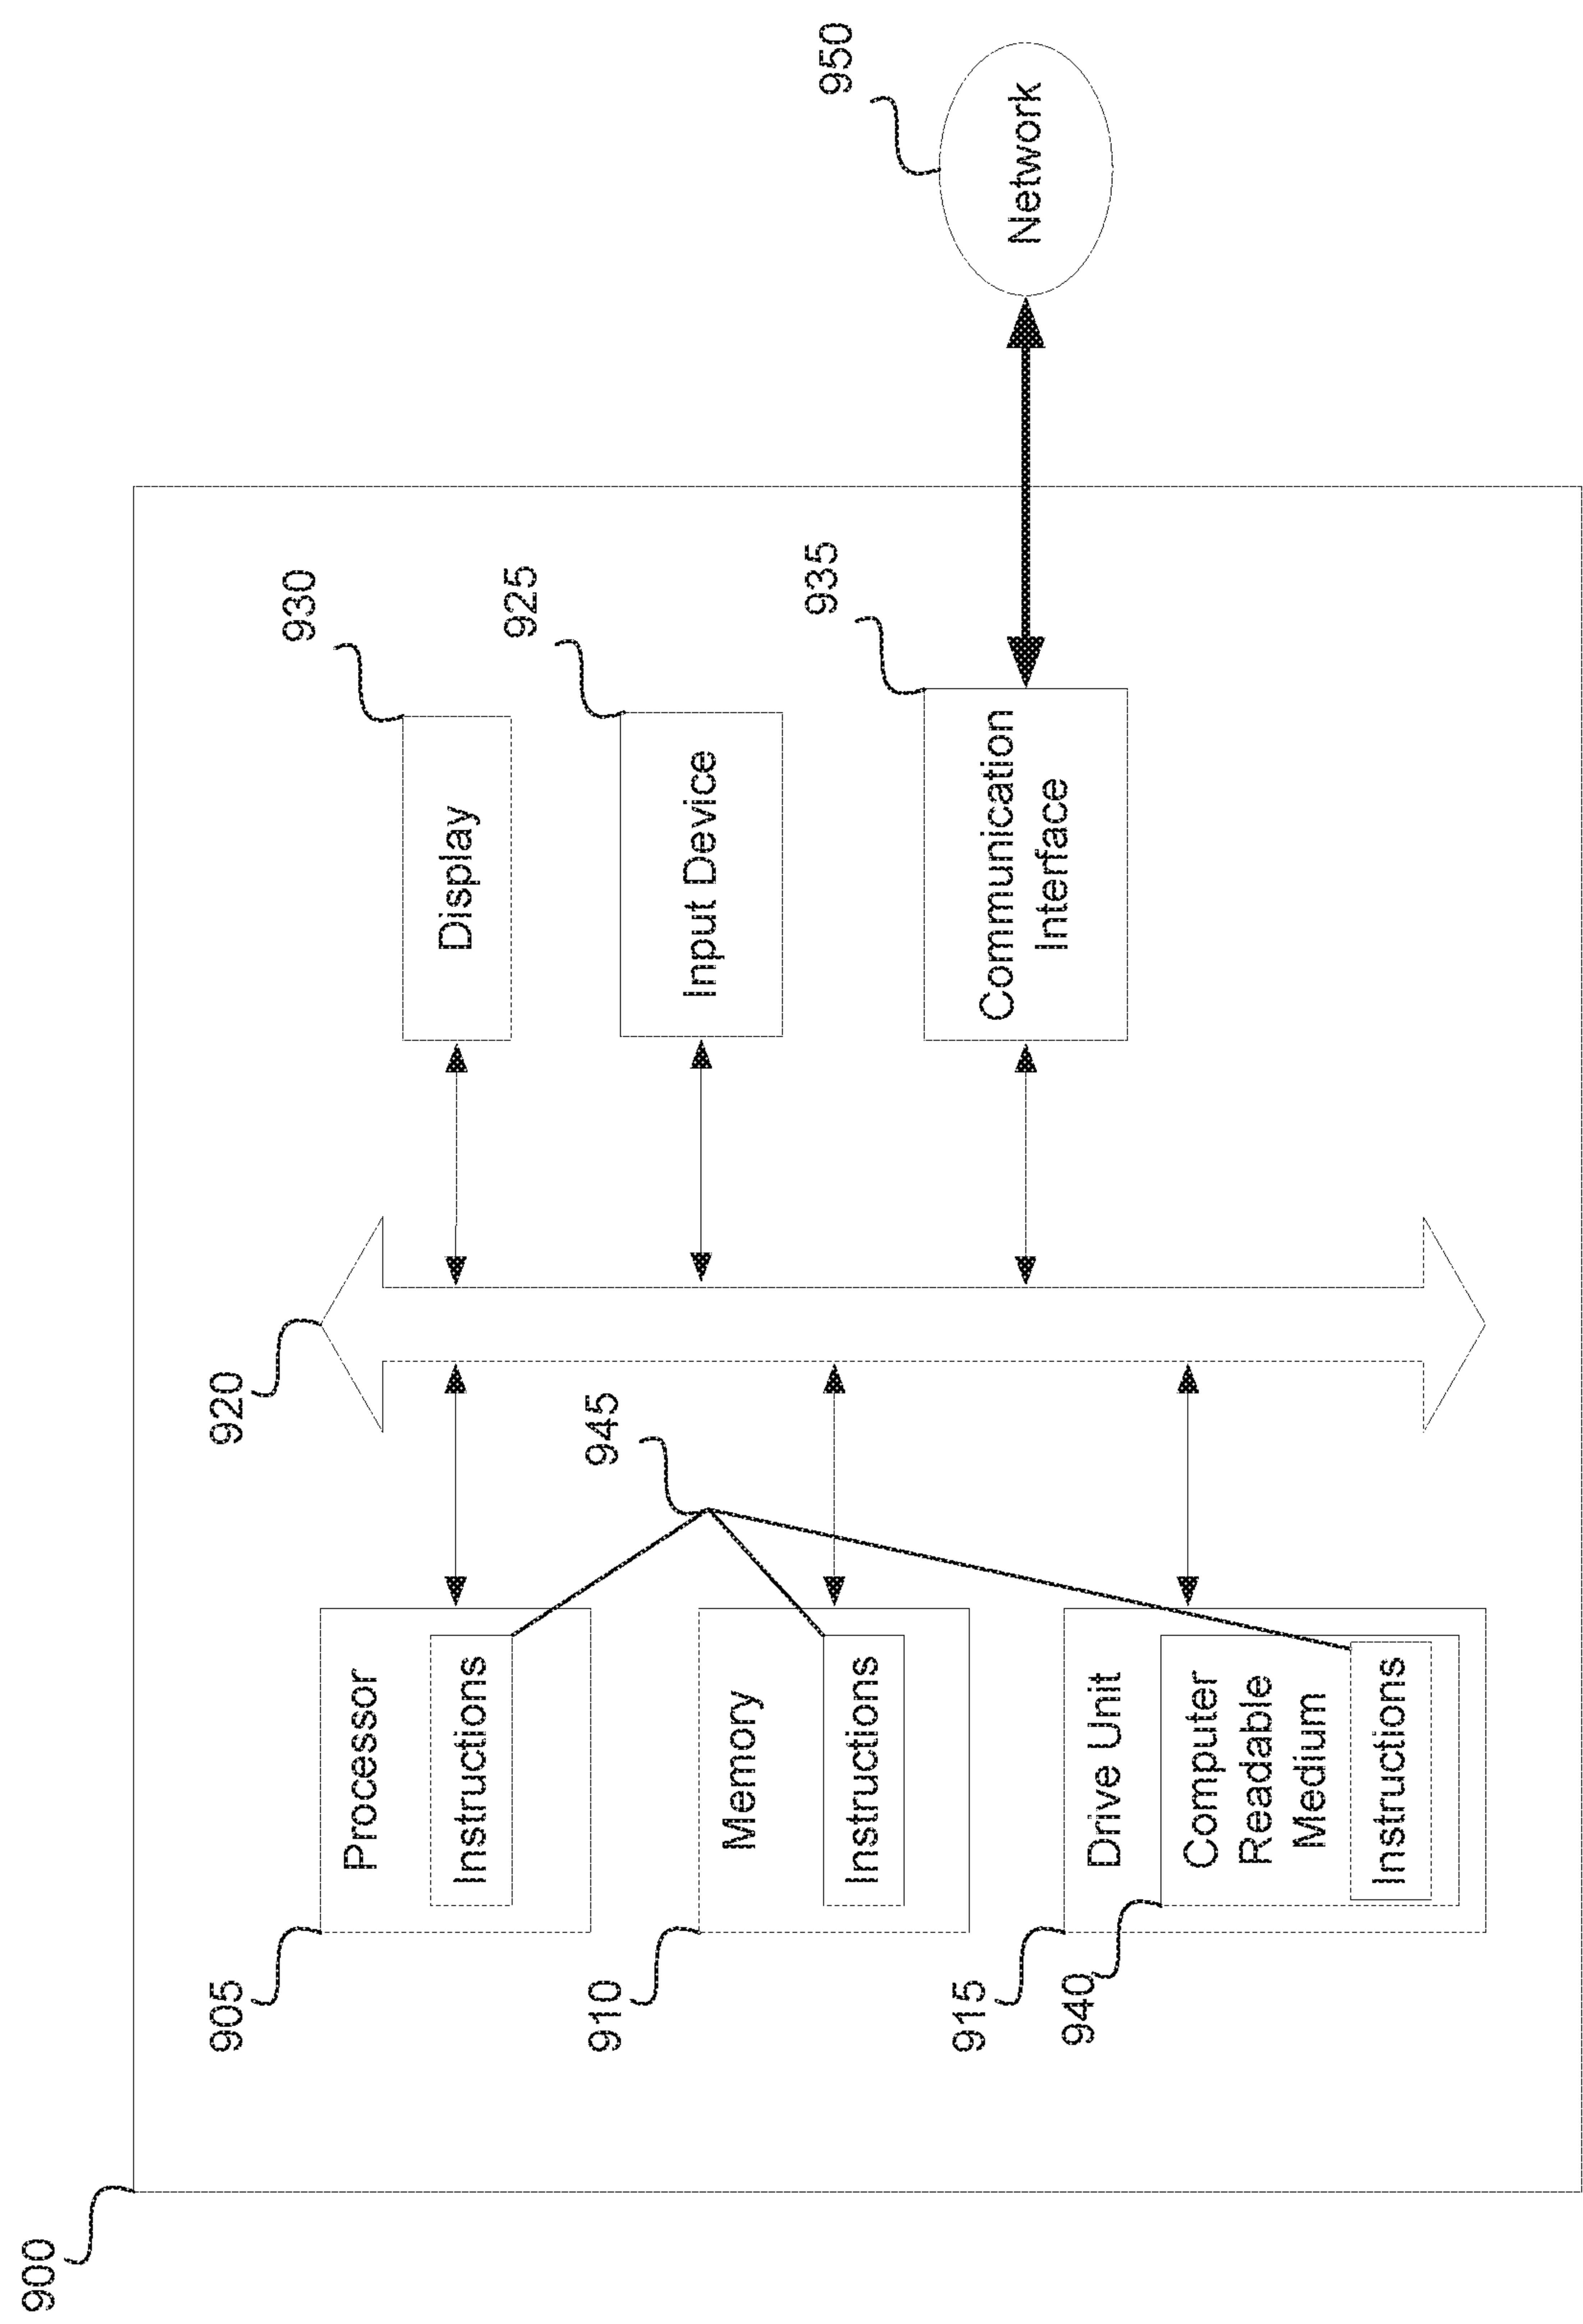 900
905
Processor
Instructions
910
Memory
Instructions
915
Drive Unit
940
Computer
Readable
Medium
Instructions
945
920
930
Display
925
Input Device
935
Communication
Interface
950
Network